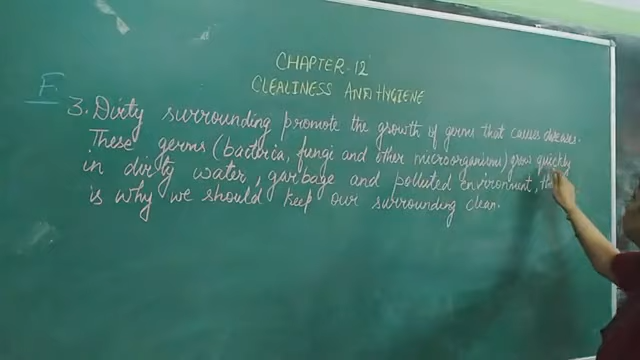 CHAPTER-12
CLEALINESS AND HYGIENE
F.
3. Dirty surrounding promote the growth of germs that causes diseases.
These germs (bacteria, fungi and other microorganisms) grow quickly
in dirty water, garbage and polluted environment,
is why we should keep our surrounding clean.